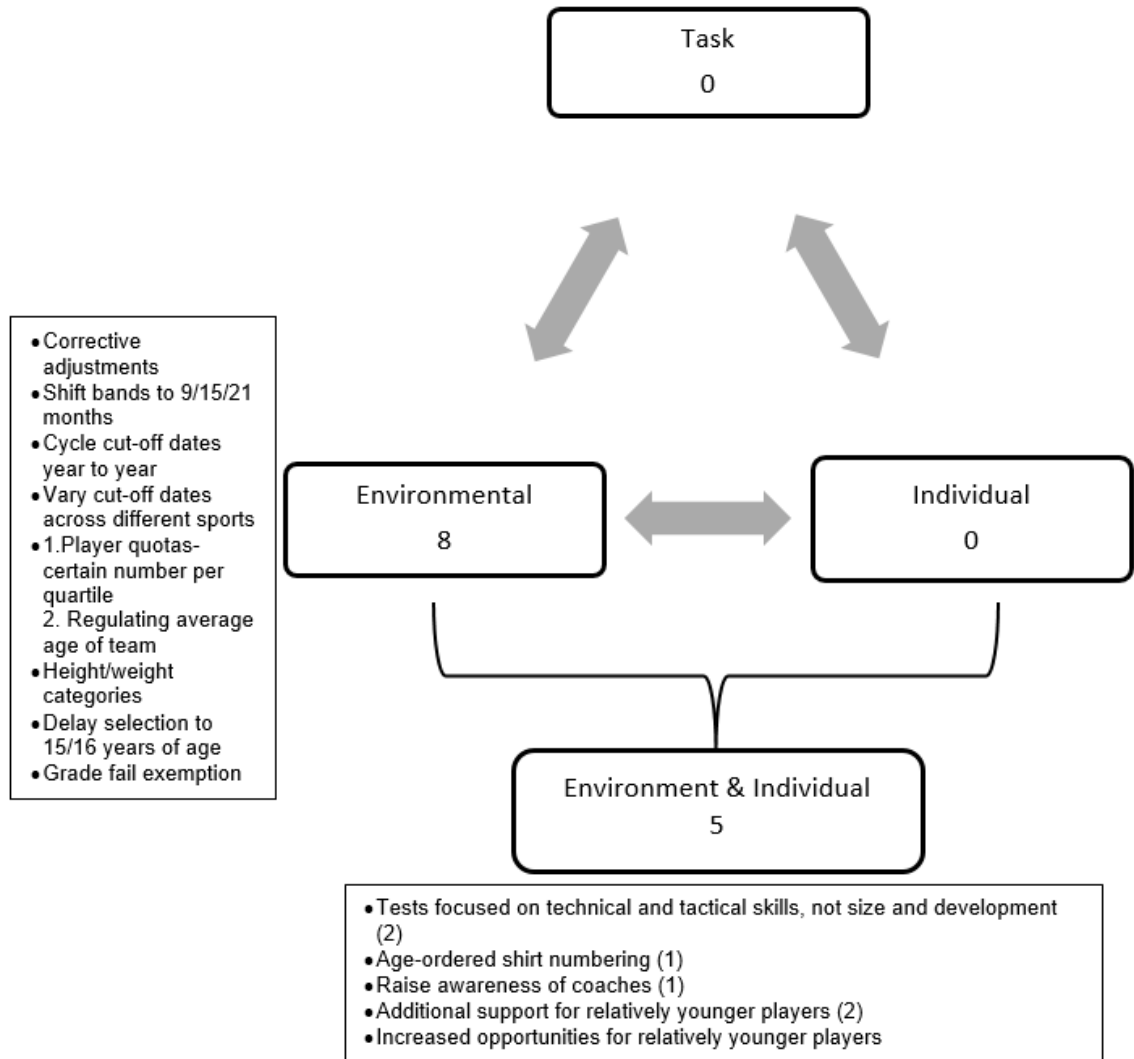 Task
0
• Corrective
adjustments
• Shift bands to 9/15/21
months
• Cycle cut-off dates
year to year
• Vary cut-off dates
across different sports
• 1.Player quotas-
certain number per
quartile
2. Regulating average
age of team
• Height/weight
categories
• Delay selection to
15/16 years of age
• Grade fail exemption
Environmental
8
Individual
0
Environment & Individual
5
• Tests focused on technical and tactical skills, not size and development
(2)
• Age-ordered shirt numbering (1)
• Raise awareness of coaches (1)
• Additional support for relatively younger players (2)
• Increased opportunities for relatively younger players